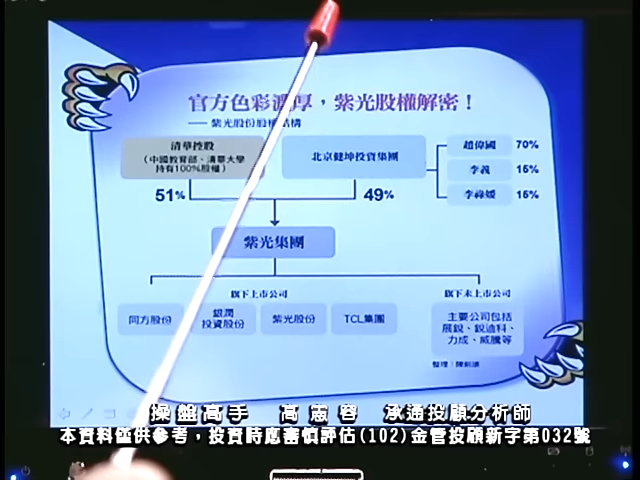 官方色彩濃厚，紫光股權解密！
—— 紫光股份股權結構
清華控股
（中國教育部、清華大學
持有100%股權）
北京健坤投資集團
趙偉國 70%
李義 15%
李祿媛 15%
51%
49%
紫光集團
旗下上市公司
旗下未上市公司
同方股份
銀潤
投資股份
紫光股份
TCL集團
主要公司包括
展銳、銳迪科、
力成、威騰等
操盤高手 高憲容 承通投顧分析師
本資料僅供參考，投資時應審慎評估(102)金管投顧新字第032號